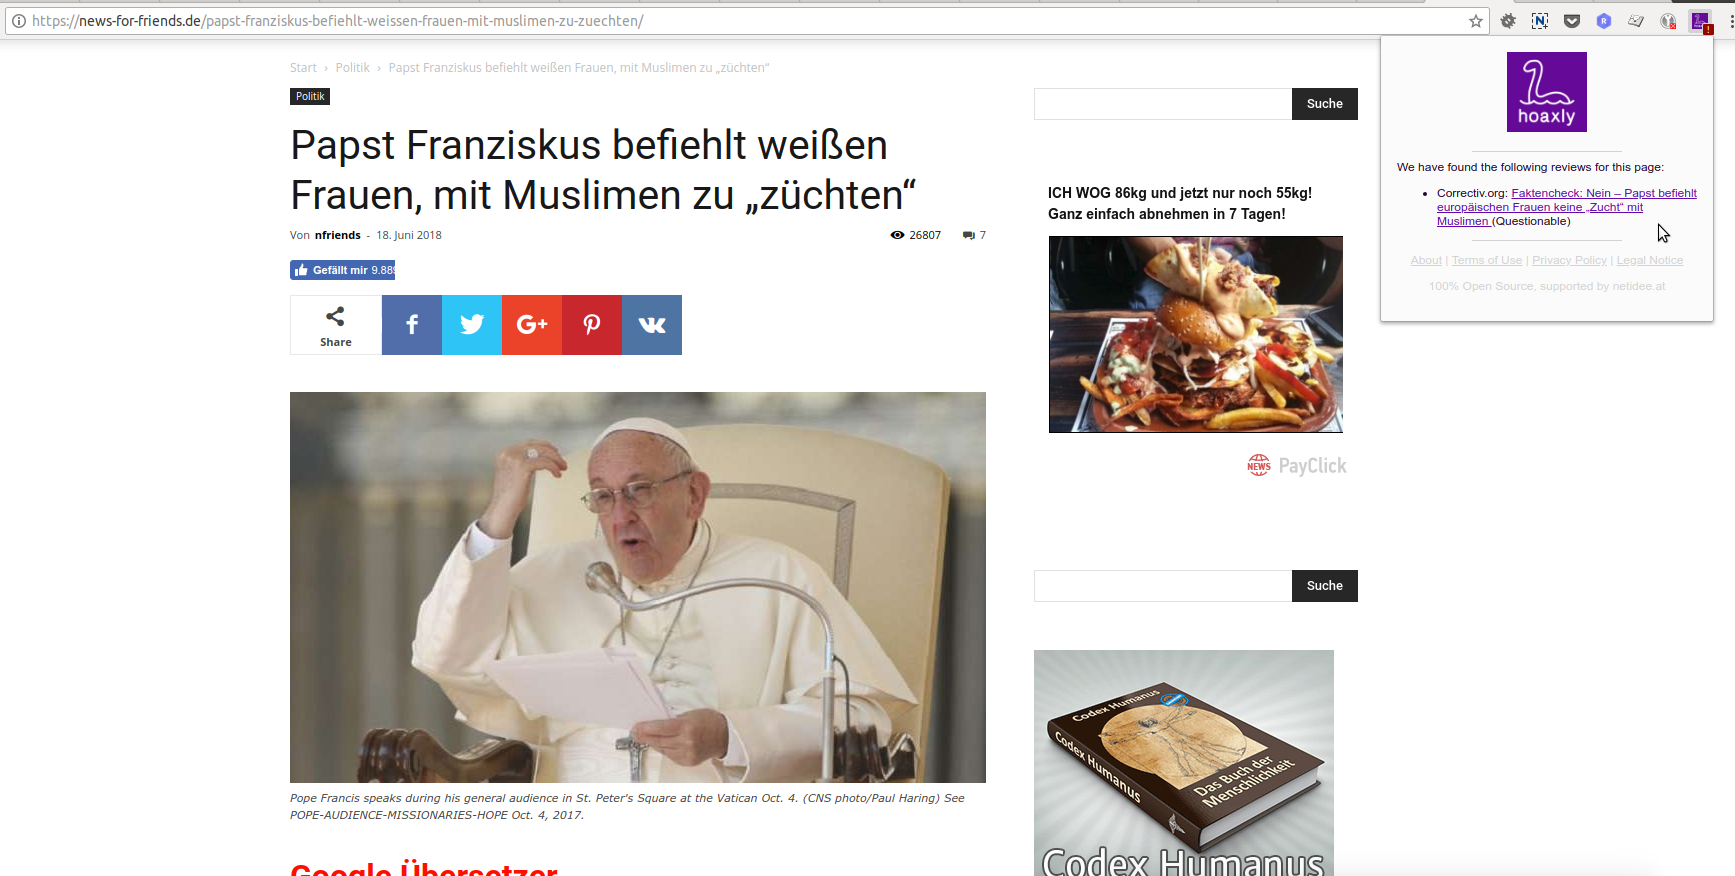 https://news-for-friends.de/papst-franziskus-befiehlt-weissen-frauen-mit-muslimen-zu-zuechten/
Start › Politik › Papst Franziskus befiehlt weißen Frauen, mit Muslimen zu „züchten“
Politik
Papst Franziskus befiehlt weißen
Frauen, mit Muslimen zu „züchten“
Von nfriends - 18. Juni 2018
26807
7
Gefällt mir 9.88
Share
G+
Pope Francis speaks during his general audience in St. Peter's Square at the Vatican Oct. 4. (CNS photo/Paul Haring) See
POPE-AUDIENCE-MISSIONARIES-HOPE Oct. 4, 2017.
Google Übersetzer
Suche
ICH WOG 86kg und jetzt nur noch 55kg!
Ganz einfach abnehmen in 7 Tagen!
NEWS PayClick
Suche
Codex Humanus
Codex Humanus
Das Buch der
Menschlichkeit
Codex Humanus
hoaxly
We have found the following reviews for this page:
Correctiv.org: Faktencheck: Nein – Papst befiehlt
europäischen Frauen keine „Zucht“ mit
Muslimen (Questionable)
About | Terms of Use | Privacy Policy | Legal Notice
100% Open Source, supported by netidee.at